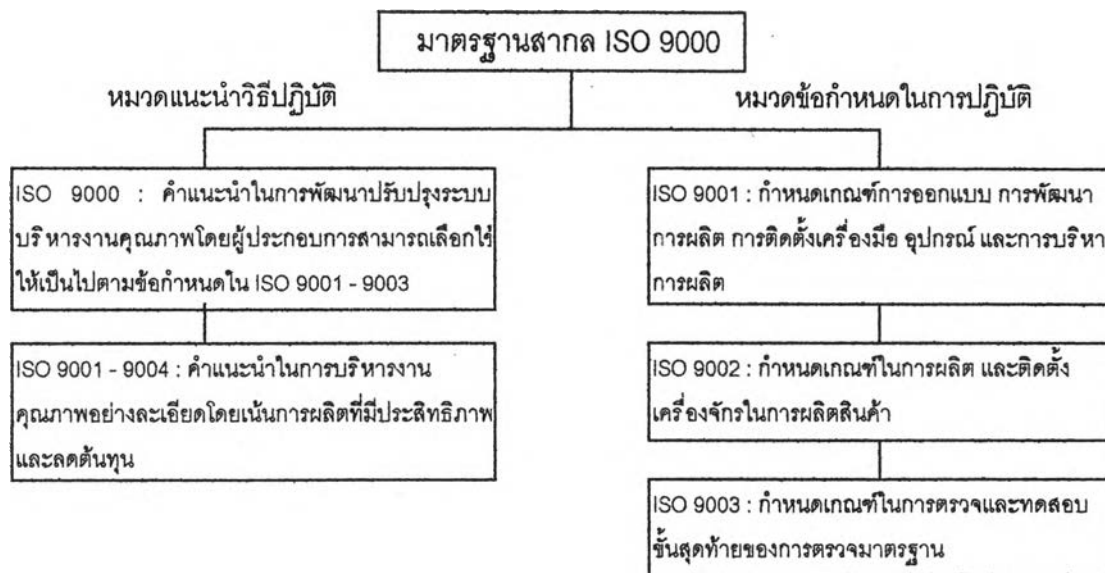 มาตรฐานสากล ISO 9000
หมวดแนะนำวิธีปฏิบัติ
หมวดข้อกำหนดในการปฏิบัติ
ISO 9000 : คำแนะนำในการพัฒนาปรับปรุงระบบ
บริหารงานคุณภาพโดยผู้ประกอบการสามารถเลือกใช้
ให้เป็นไปตามข้อกำหนดใน ISO 9001 - 9003
ISO 9001 - 9004 : คำแนะนำในการบริหารงาน
คุณภาพอย่างละเอียดโดยเน้นการผลิตที่มีประสิทธิภาพ
และลดต้นทุน
ISO 9001 : กำหนดเกณฑ์การออกแบบ การพัฒนา
การผลิต การติดตั้งเครื่องมือ อุปกรณ์ และการบริหา
การผลิต
ISO 9002 : กำหนดเกณฑ์ในการผลิต และติดตั้ง
เครื่องจักรในการผลิตสินค้า
ISO 9003 : กำหนดเกณฑ์ในการตรวจและทดสอบ
ขั้นสุดท้ายของการตรวจมาตรฐาน